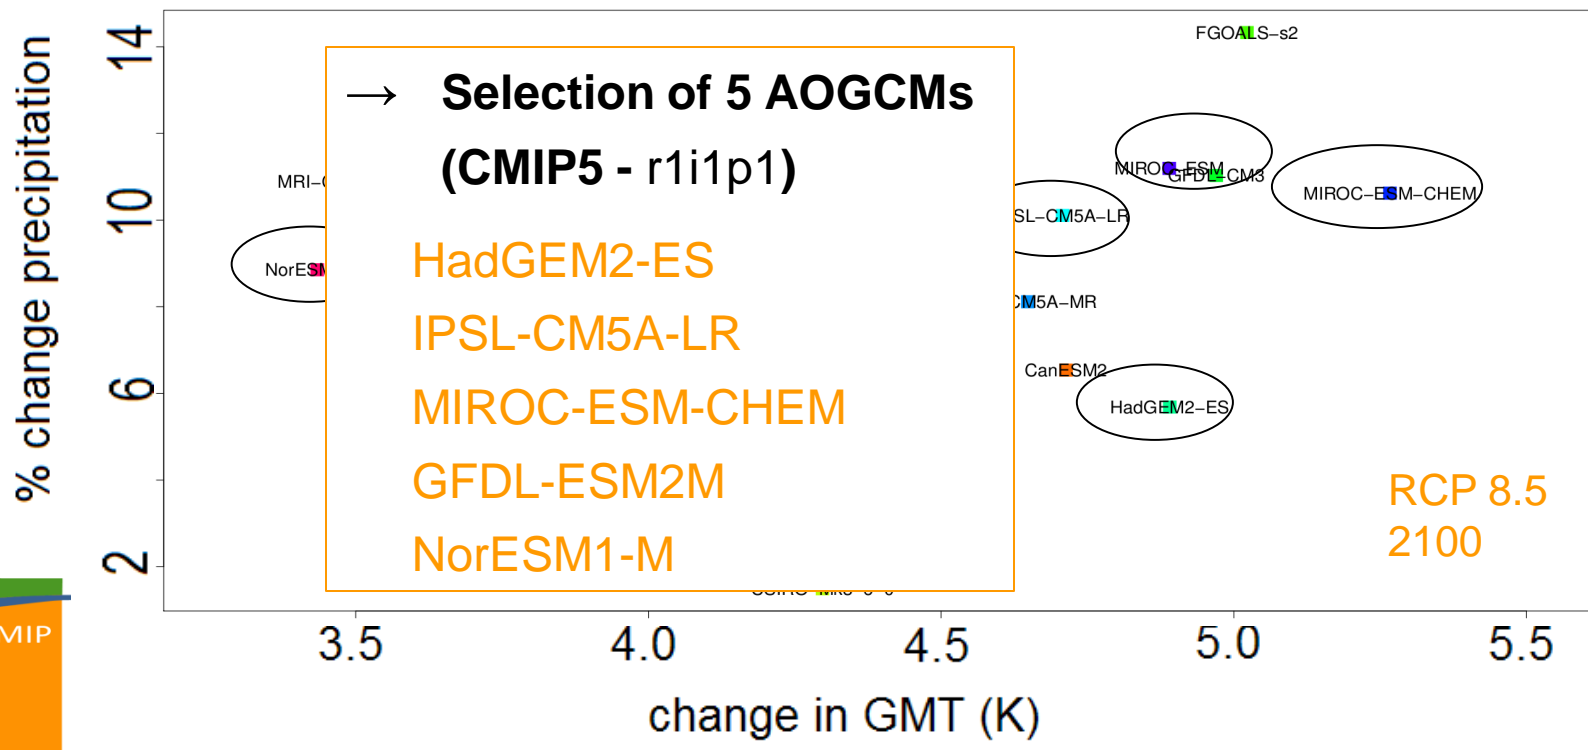 % change precipitation
14
10
6
2
FGOALS−s2
→ Selection of 5 AOGCMs
(CMIP5 - r1i1p1)
HadGEM2-ES
IPSL-CM5A-LR
MIROC-ESM-CHEM
GFDL-ESM2M
NorESM1-M
MRI−
NorESM
MIROC−ESM
GFDL−CM3
MIROC−ESM−CHEM
SL−CM5A−LR
CM5A−MR
CanESM2
HadGEM2−ES
RCP 8.5
2100
MIP
3.5 4.0 4.5 5.0 5.5
change in GMT (K)